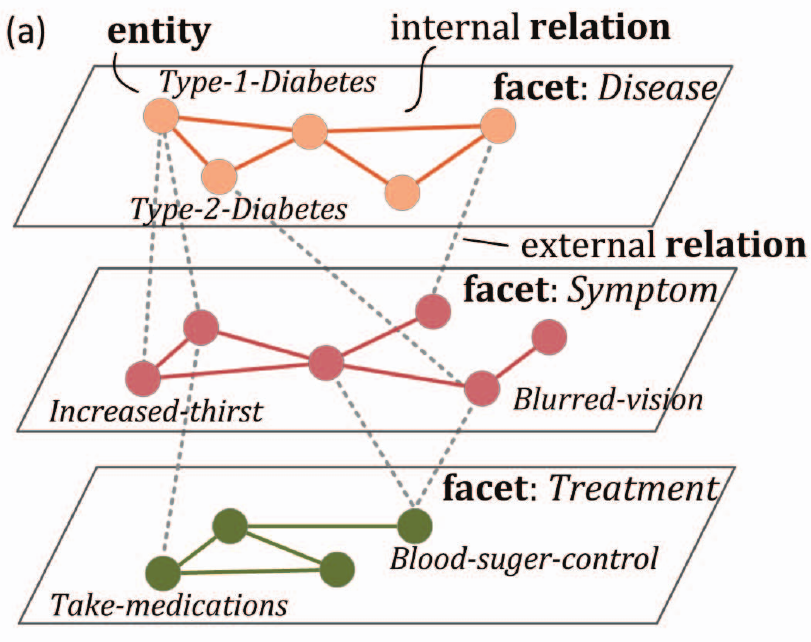 (a)
entity
internal relation
Type-1-Diabetes
facet: Disease
Type-2-Diabetes
external relation
facet: Symptom
Increased-thirst
Blurred-vision
facet: Treatment
Blood-suger-control
Take-medications